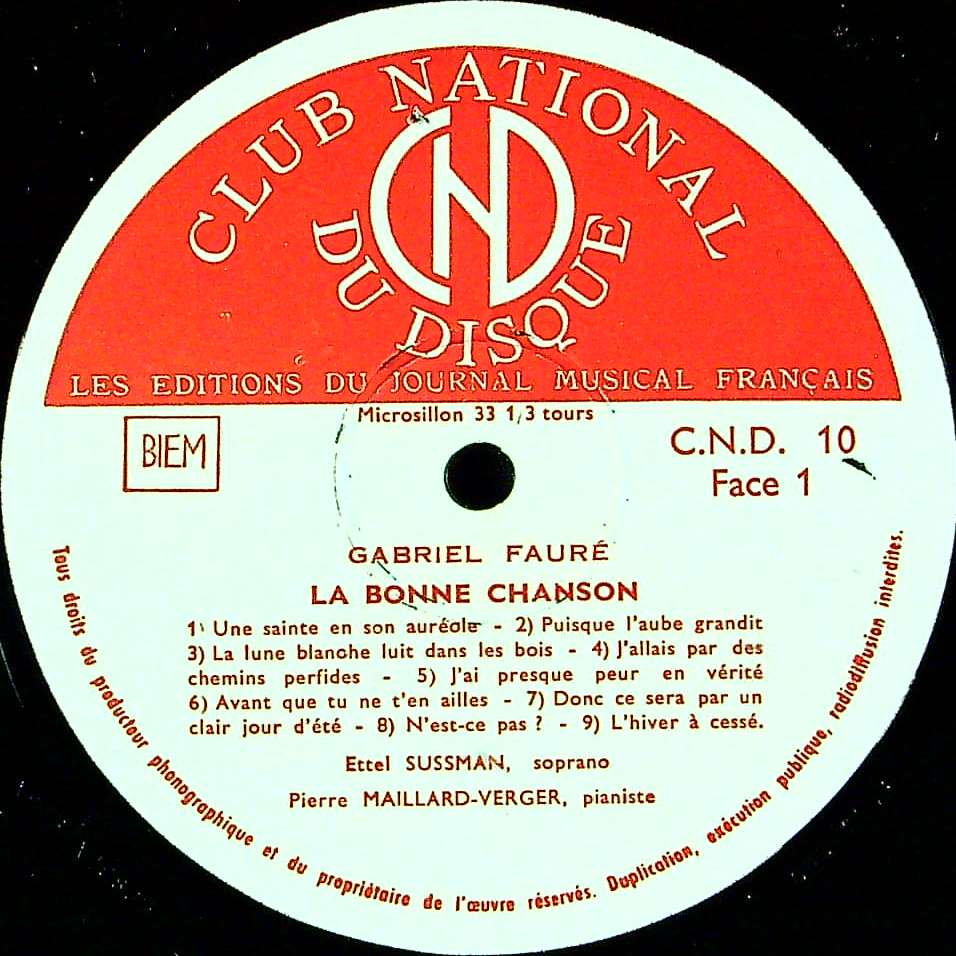 CLUB NATIONAL
CND
DU DISQUE
LES EDITIONS DU JOURNAL MUSICAL FRANÇAIS
Microsillon 33 1/3 tours
BIEM
C.N.D. 10
Face 1
GABRIEL FAURÉ
LA BONNE CHANSON
1) Une sainte en son auréole - 2) Puisque l'aube grandit
3) La lune blanche luit dans les bois - 4) J'allais par des
chemins perfides - 5) J'ai presque peur en vérité
6) Avant que tu ne t'en ailles - 7) Donc ce sera par un
clair jour d'été - 8) N'est-ce pas ? - 9) L'hiver à cessé.
Ettel SUSSMAN, soprano
Pierre MAILLARD-VERGER, pianiste
Tous droits du producteur phonographique et du propriétaire de l'œuvre réservés. Duplication, exécution publique, radiodiffusion interdites.